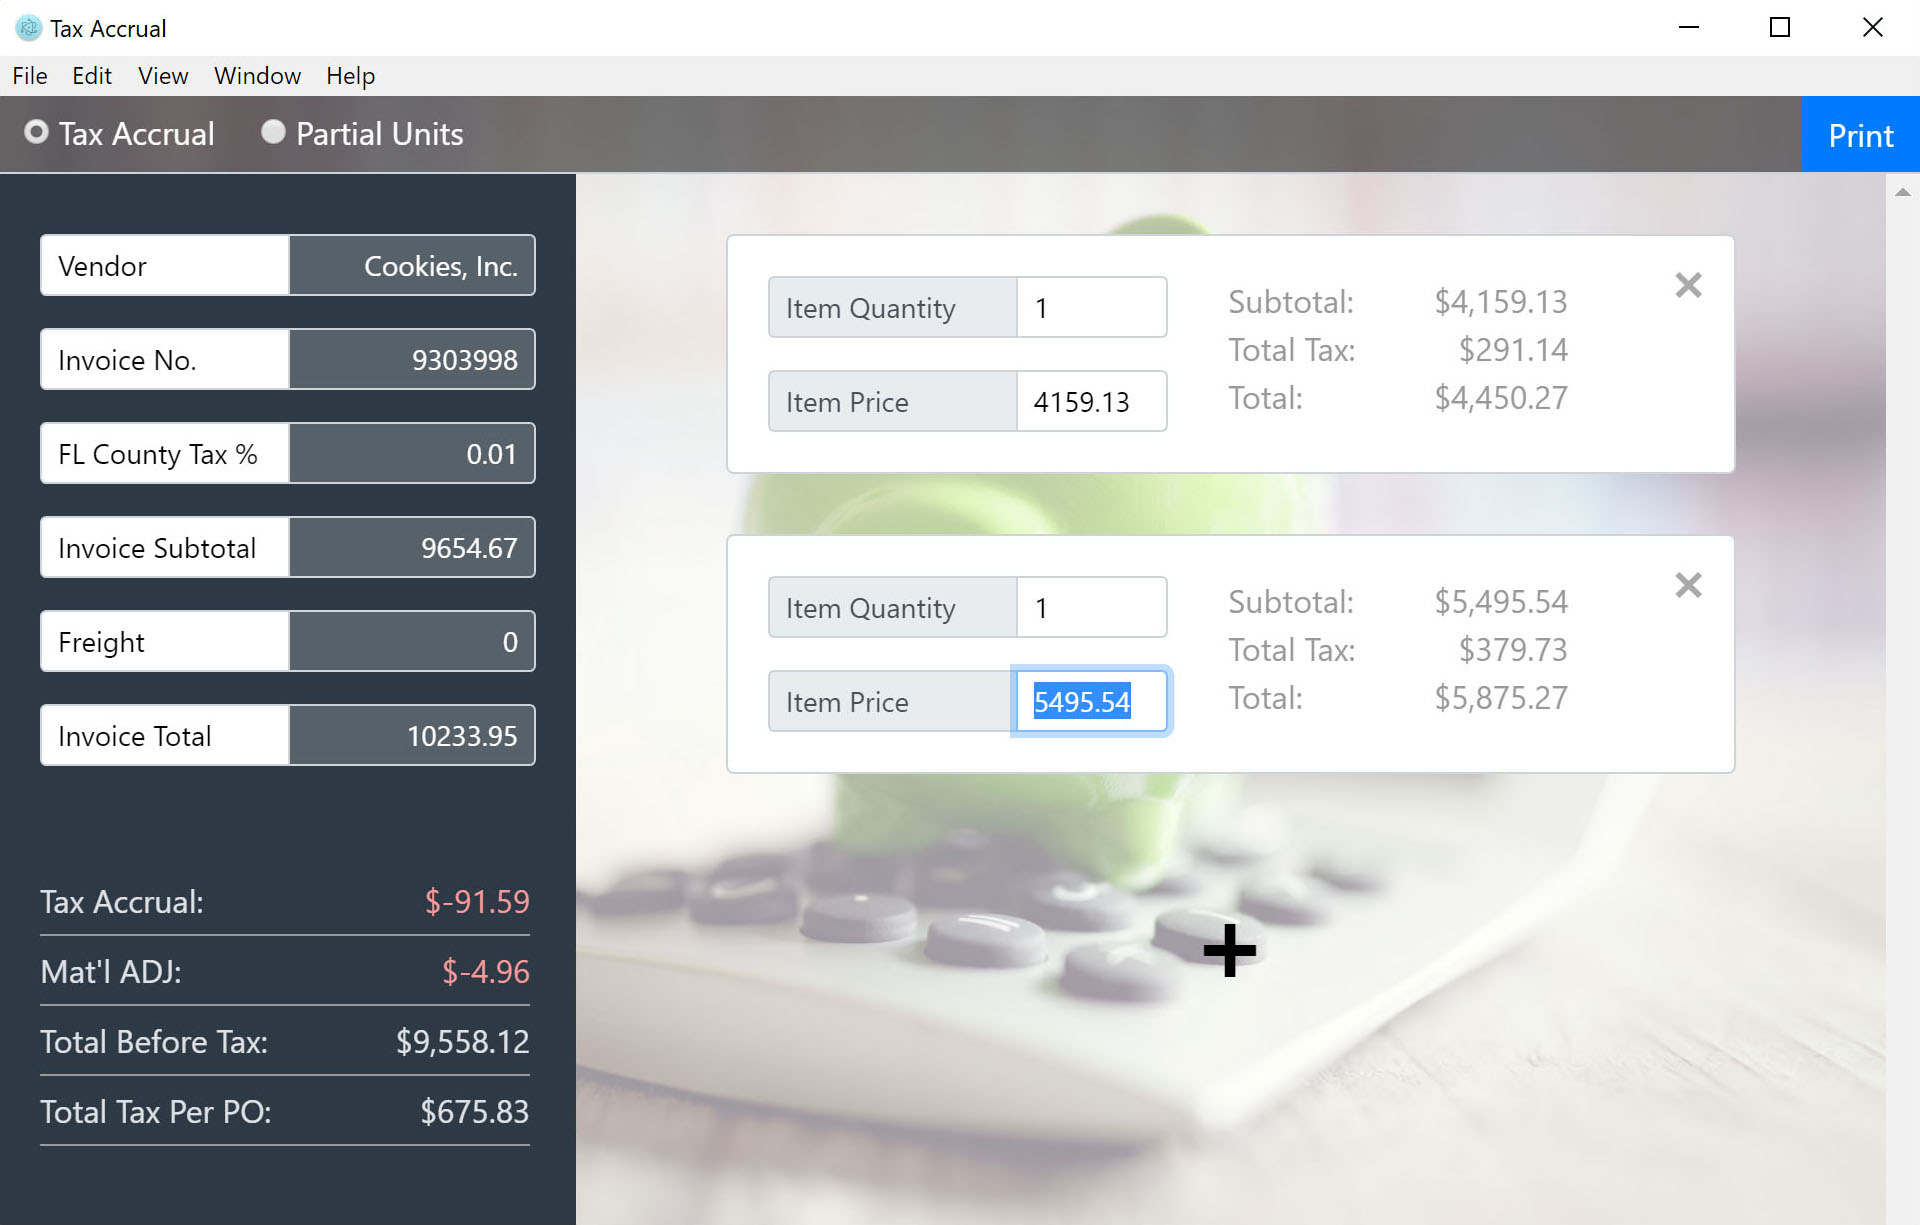 Tax Accrual
File Edit View Window Help
Tax Accrual Partial Units Print
Vendor Cookies, Inc.
Invoice No. 9303998
FL County Tax % 0.01
Invoice Subtotal 9654.67
Freight 0
Invoice Total 10233.95
Tax Accrual: $-91.59
Mat'l ADJ: $-4.96
Total Before Tax: $9,558.12
Total Tax Per PO: $675.83
Item Quantity 1
Item Price 4159.13
Subtotal: $4,159.13
Total Tax: $291.14
Total: $4,450.27
Item Quantity 1
Item Price 5495.54
Subtotal: $5,495.54
Total Tax: $379.73
Total: $5,875.27